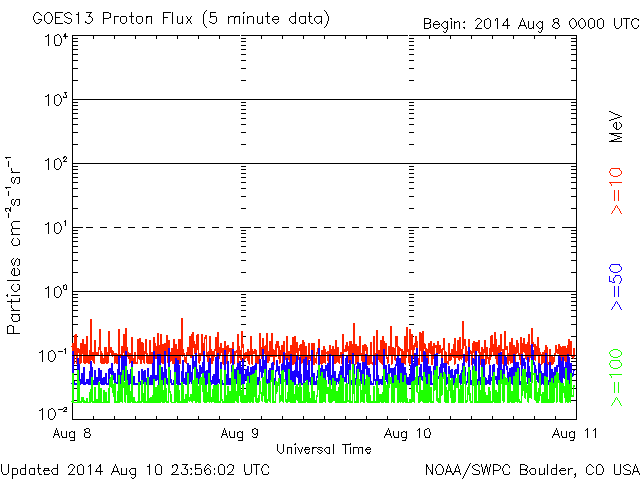 GOES13 Proton Flux (5 minute data)
Begin: 2014 Aug 8 0000 UTC
Particles cm⁻²s⁻¹sr⁻¹
10⁴
10³
10²
10¹
10⁰
10⁻¹
10⁻²
Aug 8
Aug 9
Aug 10
Aug 11
Universal Time
MeV
>=10
>=50
>=100
Updated 2014 Aug 10 23:56:02 UTC
NOAA/SWPC Boulder, CO USA